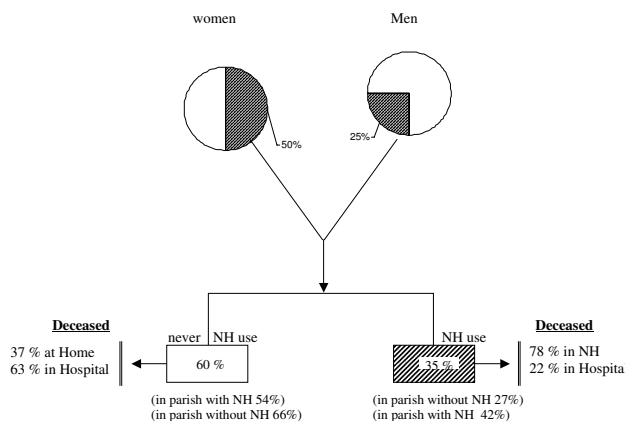 women
Men
50%
25%
Deceased
never NH use
NH use
Deceased
37 % at Home
63 % in Hospital
60 %
35 %
78 % in NH
22 % in Hospital
(in parish with NH 54%)
(in parish without NH 66%)
(in parish without NH 27%)
(in parish with NH 42%)